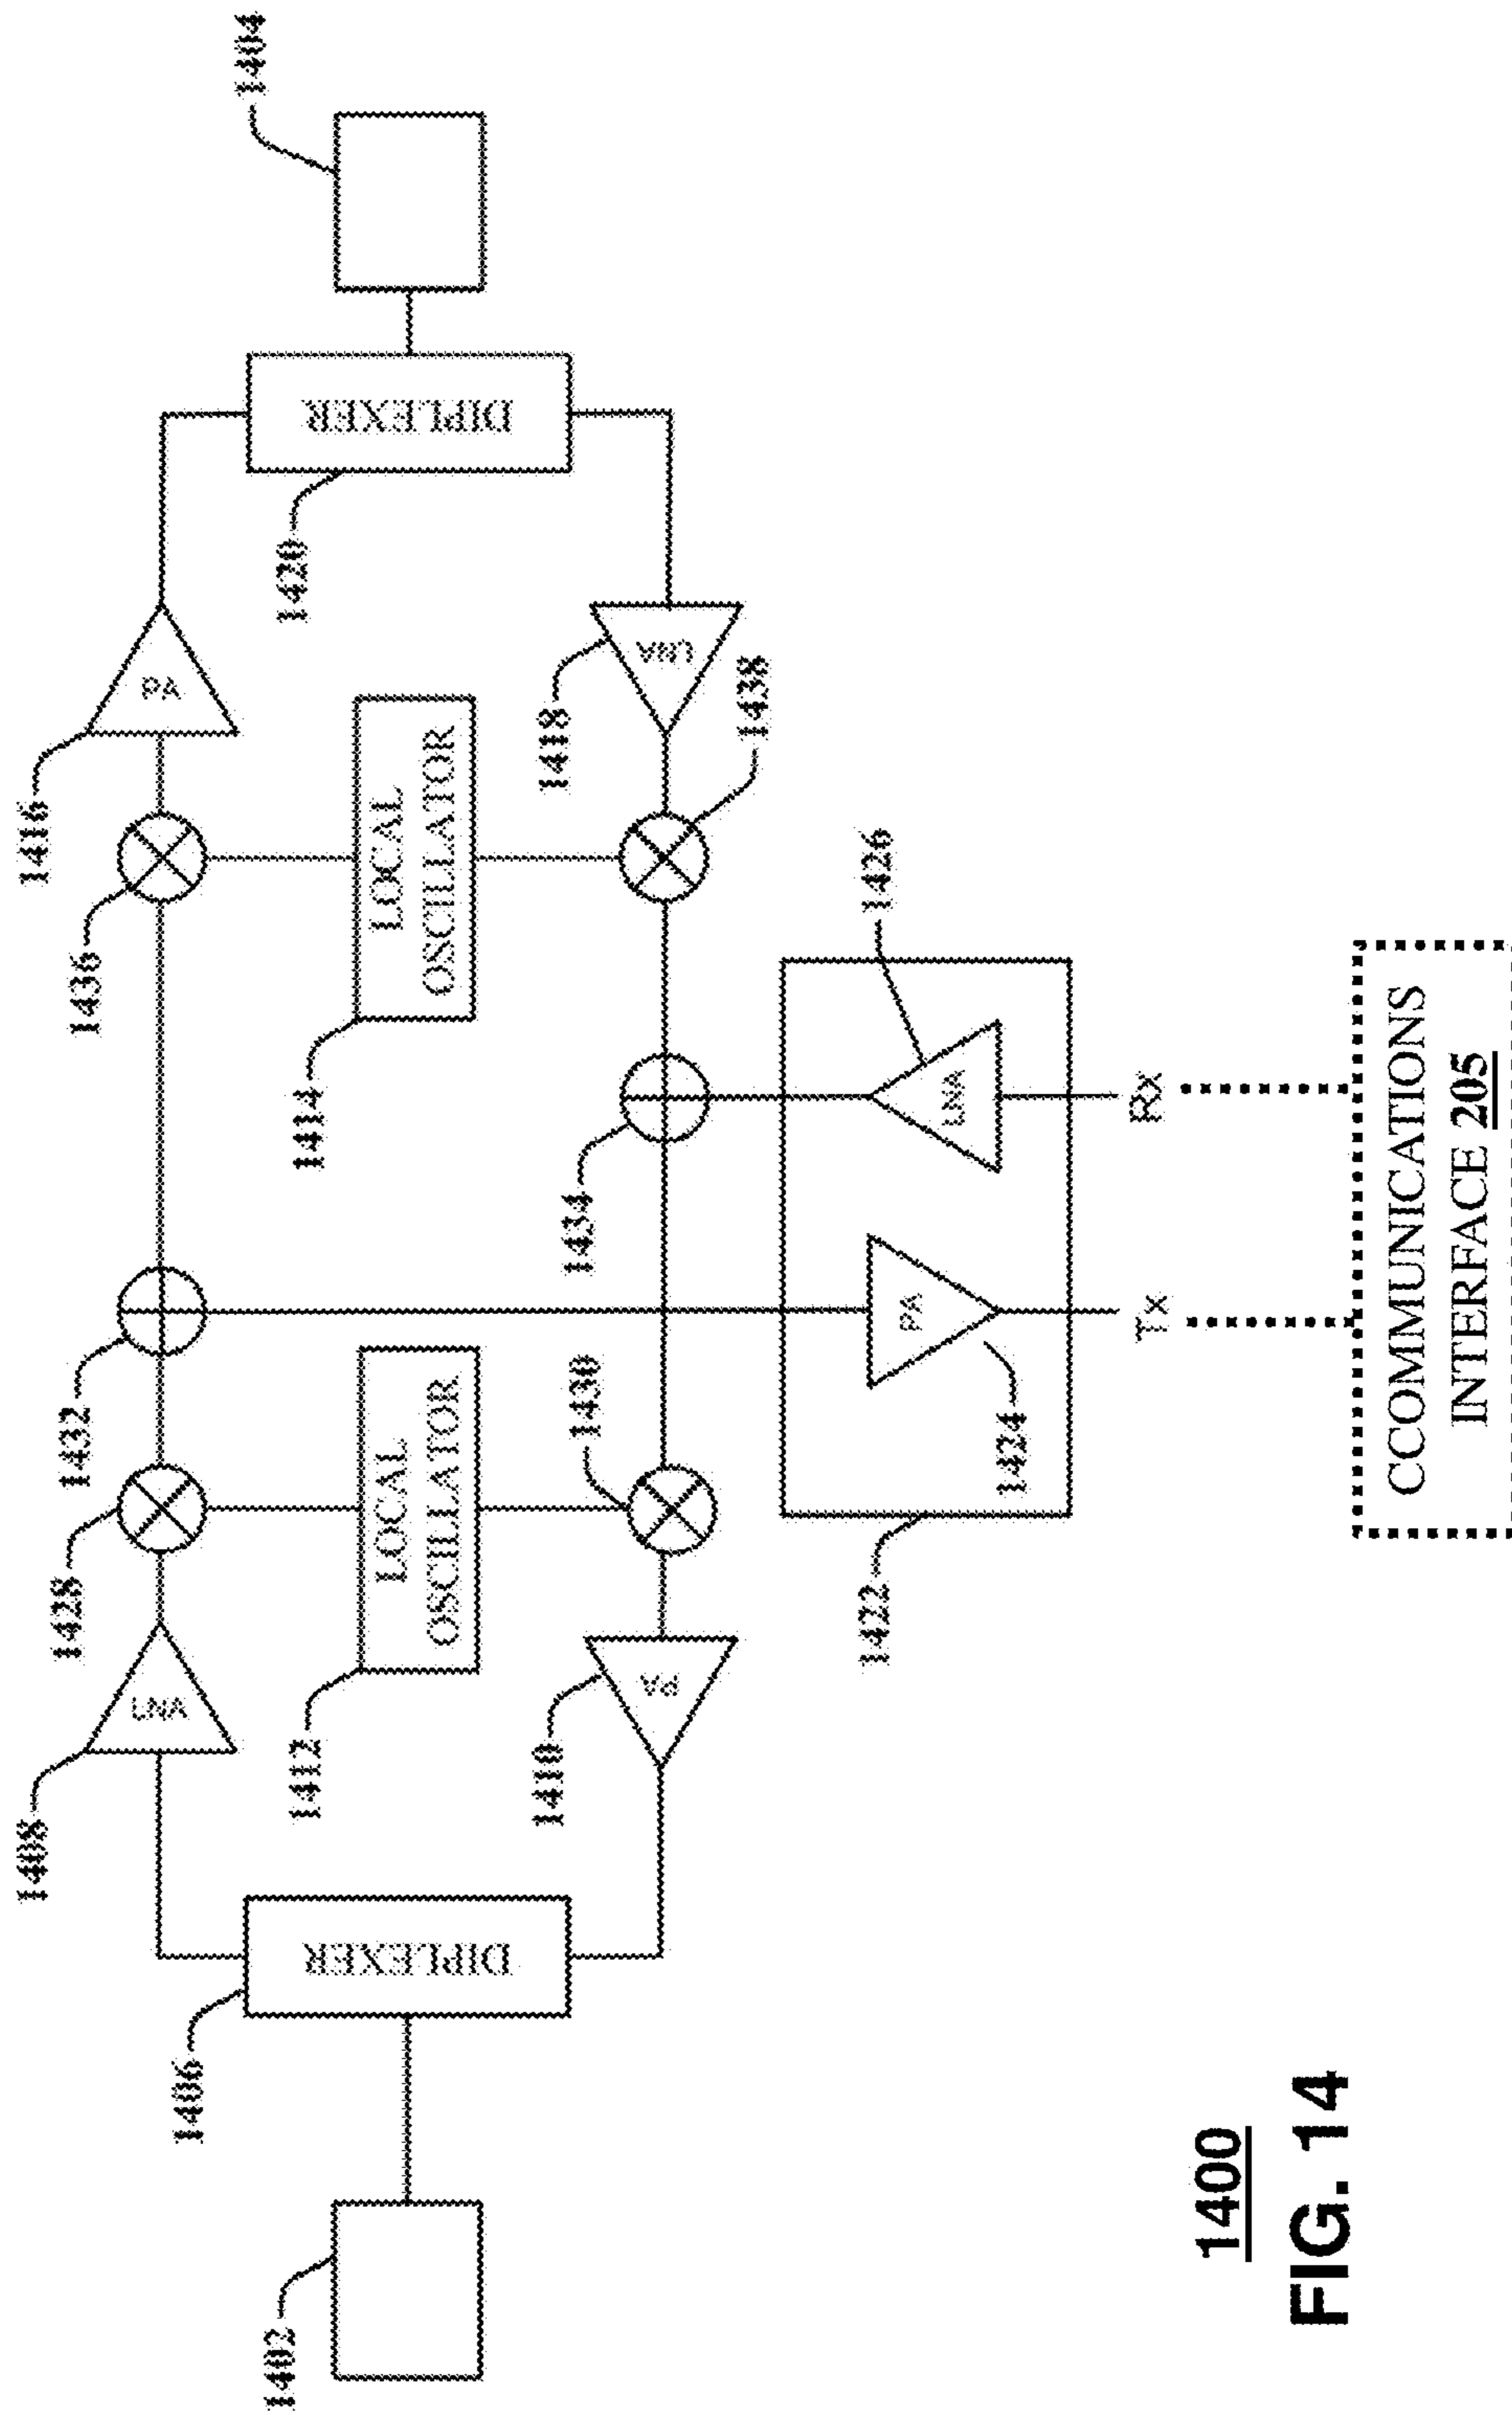 1408
1416
1428
1432
1436
LNA
PA
1406
1404
1402
1420
1412
1414
DIPLEXER
LOCAL
OSCILLATOR
LOCAL
OSCILLATOR
DIPLEXER
1410
1430
1434
1418
PA
LNA
1438
1422
1426
PA
LNA
1424
Tx
Rx
1400
FIG. 14
CCOMMUNICATIONS
INTERFACE 205